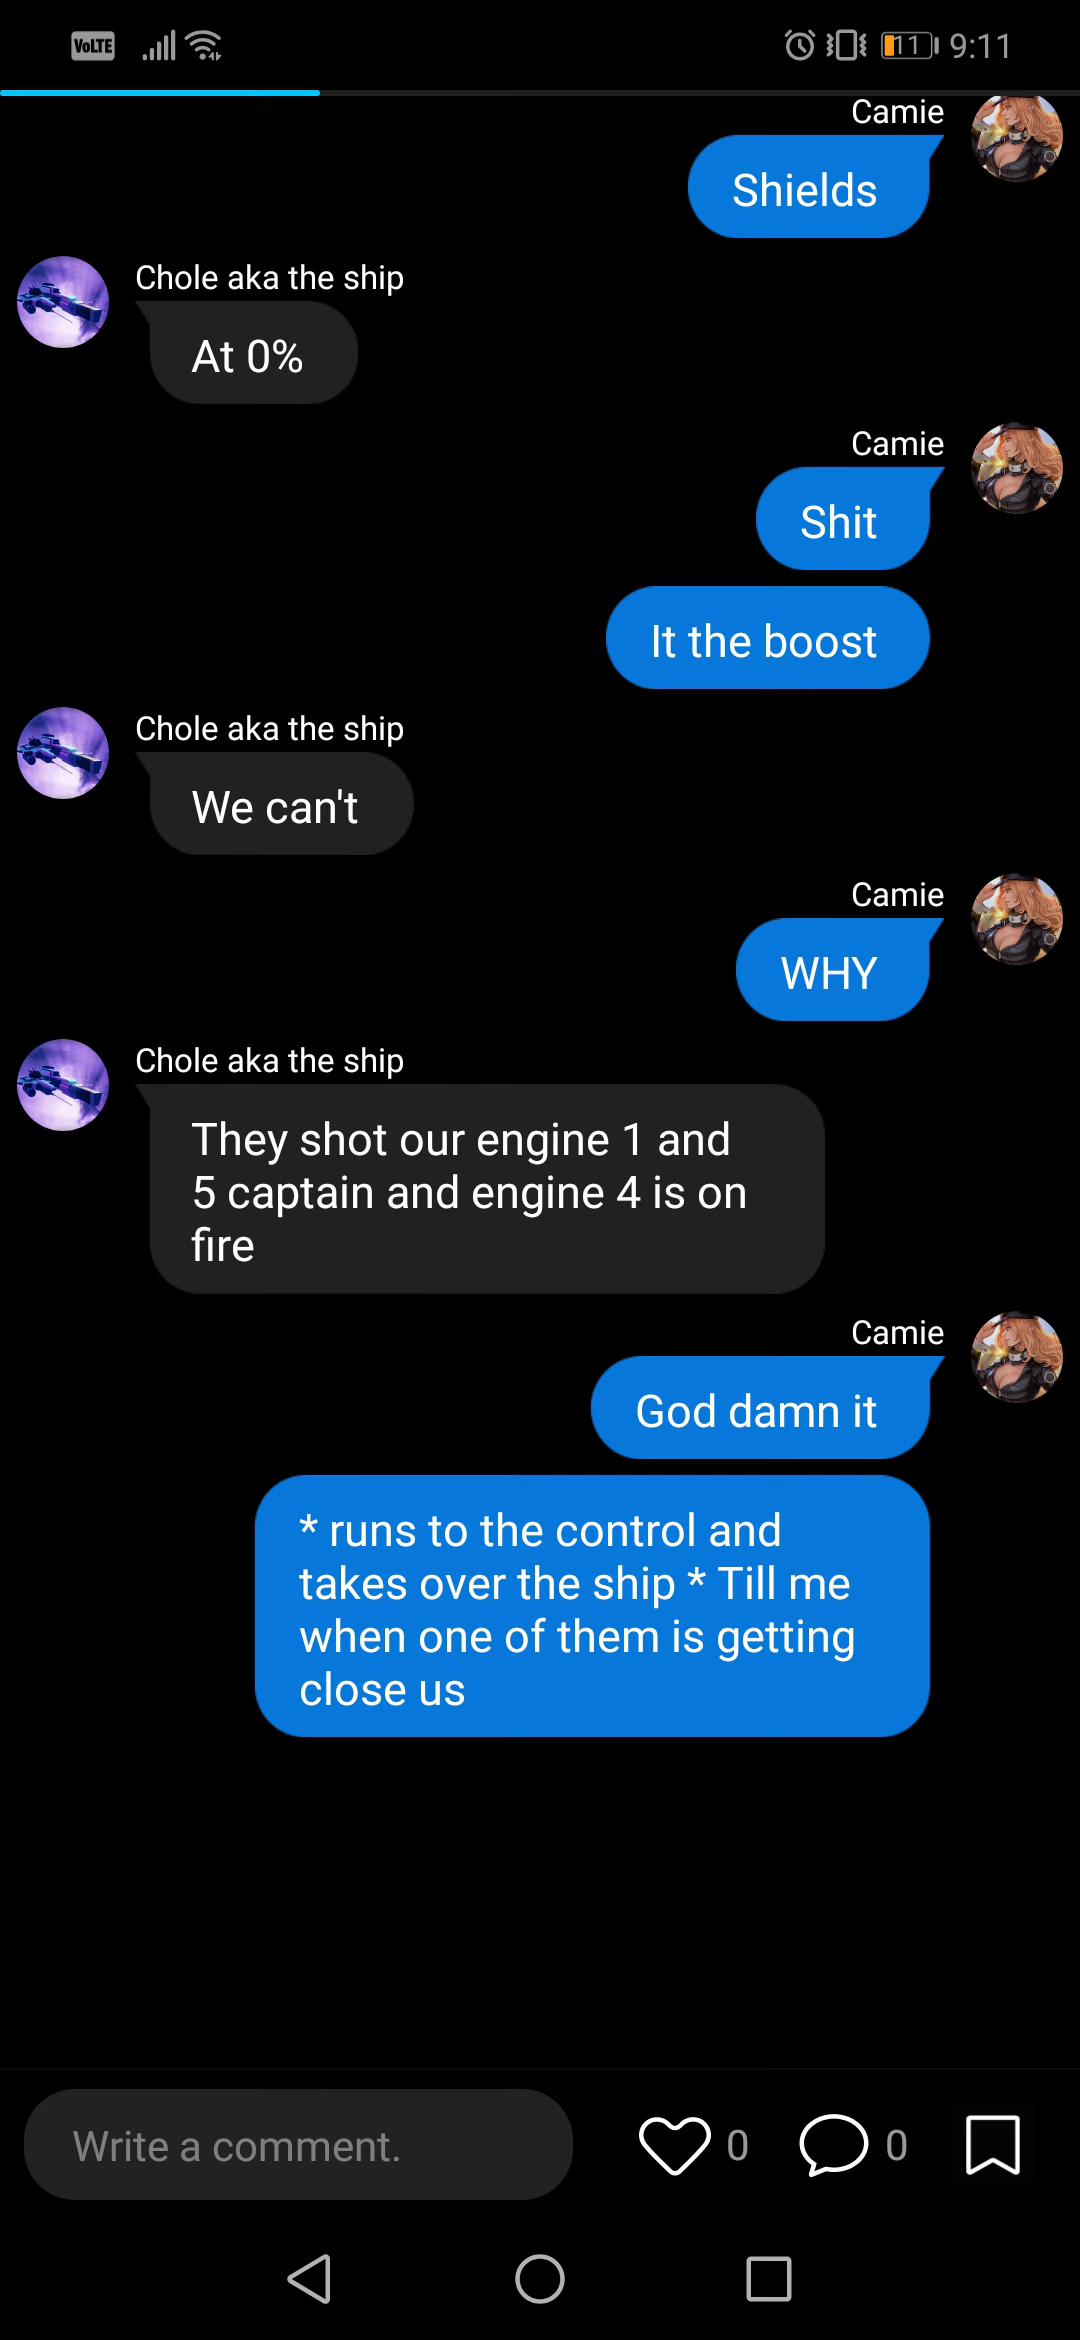 VoLTE
11
9:11
Camie
Shields
Chole aka the ship
At 0%
Camie
Shit
It the boost
Chole aka the ship
We can't
Camie
WHY
Chole aka the ship
They shot our engine 1 and
5 captain and engine 4 is on
fire
Camie
God damn it
* runs to the control and
takes over the ship * Till me
when one of them is getting
close us
Write a comment.
0
0